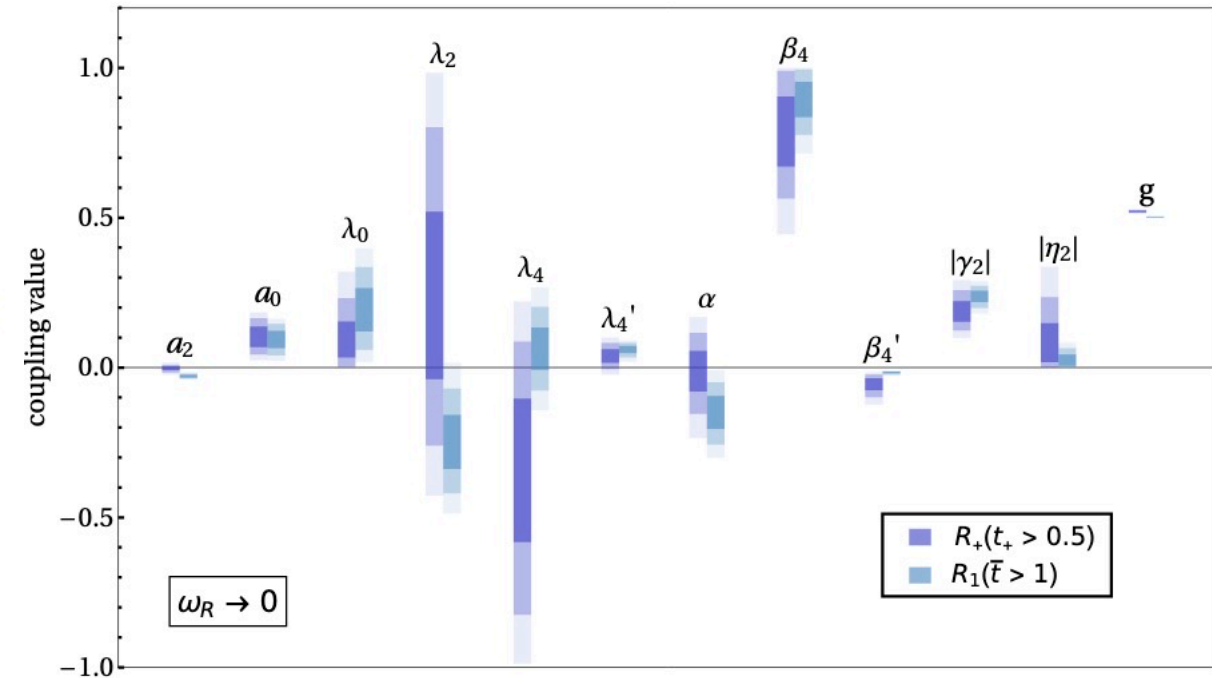 coupling value
1.0
0.5
0.0
−0.5
−1.0
a₂
a₀
λ₀
λ₂
λ₄
λ₄'
α
β₄
β₄'
|γ₂|
|η₂|
g
ω_R → 0
R₊(t₊ > 0.5)
R₁(t̄ > 1)